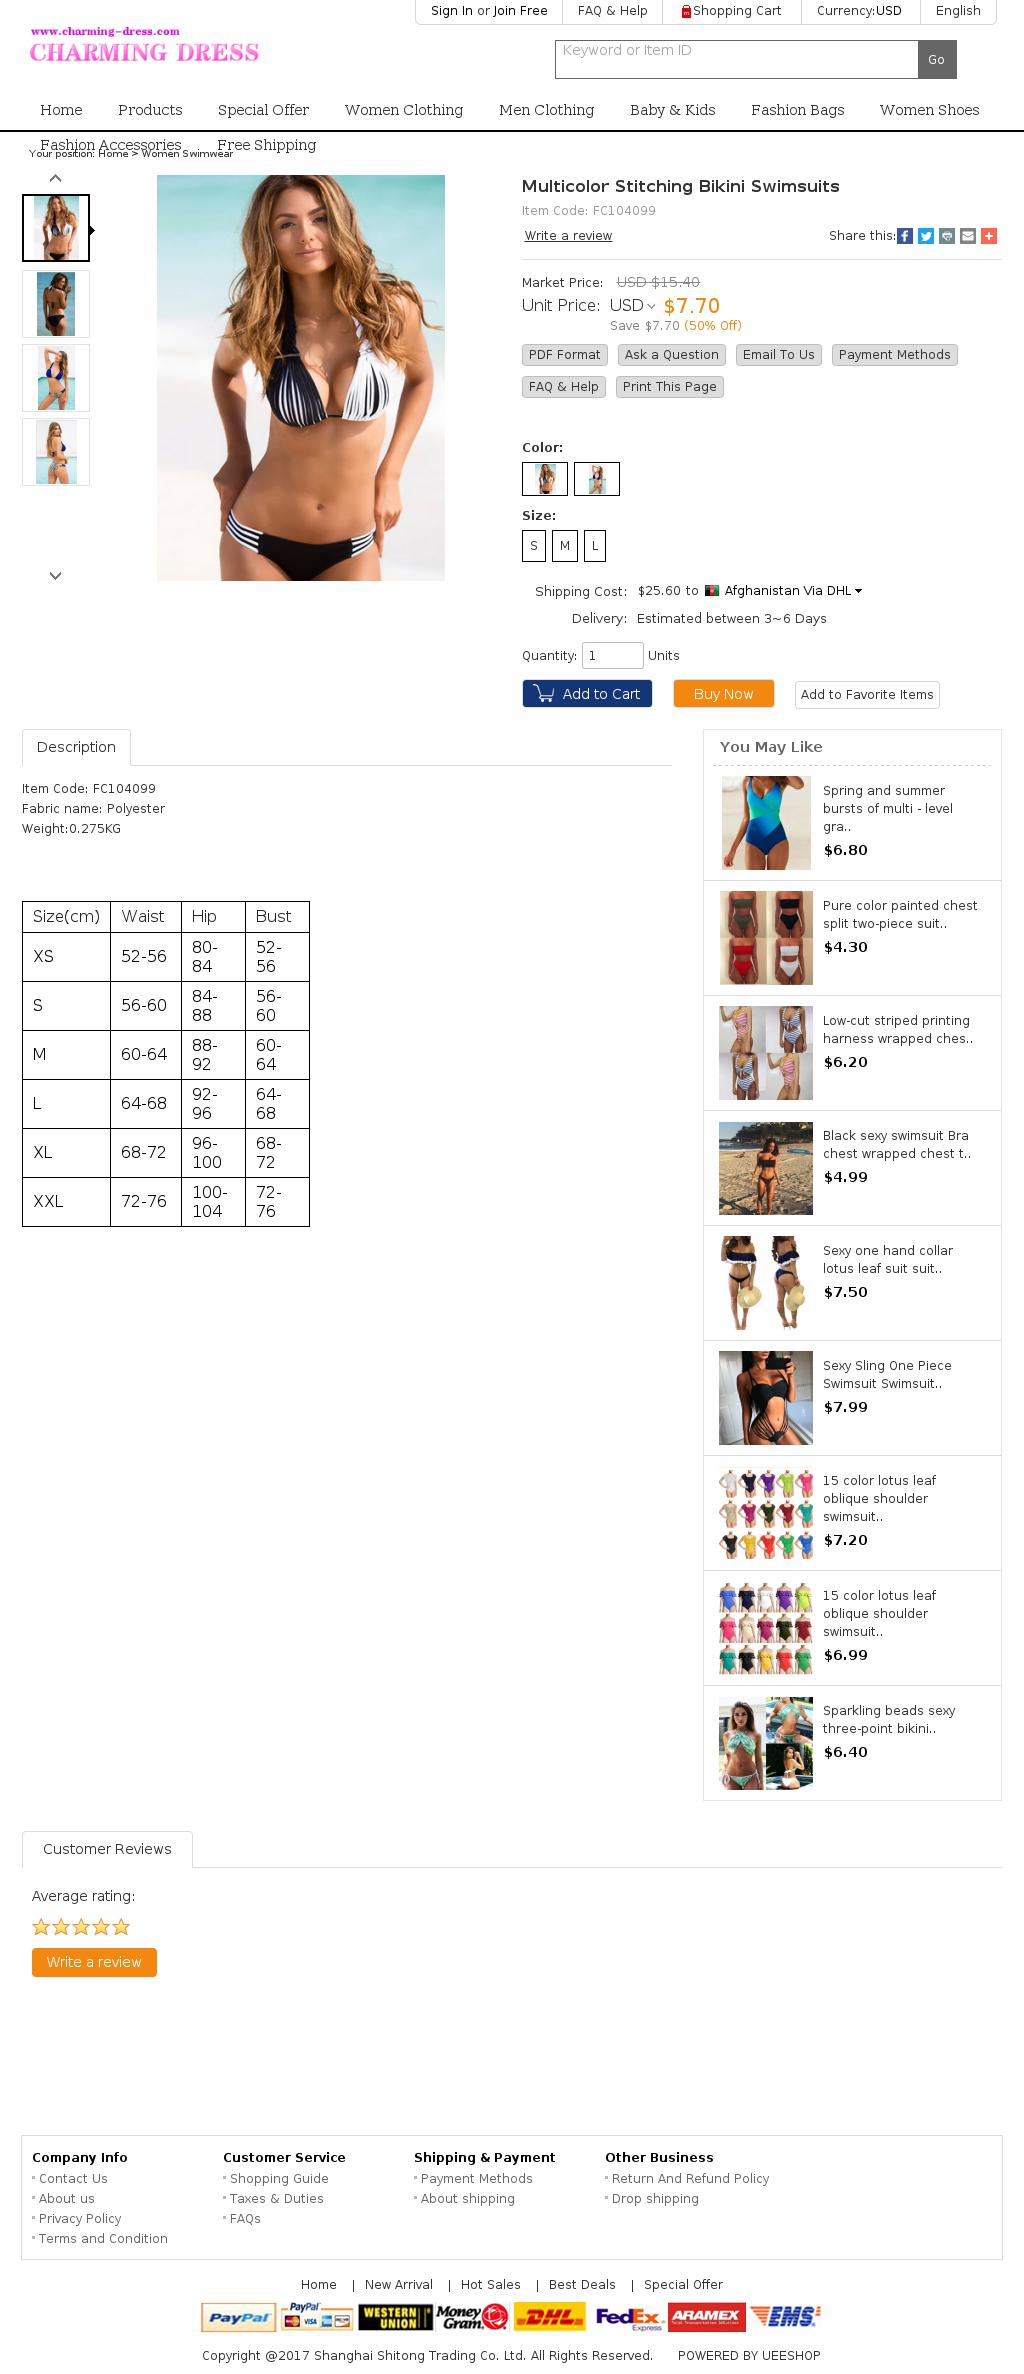 Sign In or Join Free
FAQ & Help
Shopping Cart
Currency:USD
English
www.charming-dress.com
CHARMING DRESS
Keyword or Item ID
Go
Home
Products
Special Offer
Women Clothing
Men Clothing
Baby & Kids
Fashion Bags
Women Shoes
Fashion Accessories
Free Shipping
Your position: Home > Women Swimwear
Multicolor Stitching Bikini Swimsuits
Item Code: FC104099
Write a review
Share this:
Market Price: USD $15.40
Unit Price: USD $7.70
Save $7.70 (50% Off)
PDF Format
Ask a Question
Email To Us
Payment Methods
FAQ & Help
Print This Page
Color:
Size:
S
M
L
Shipping Cost: $25.60 to Afghanistan Via DHL
Delivery: Estimated between 3~6 Days
Quantity: 1 Units
Add to Cart
Buy Now
Add to Favorite Items
Description
Item Code: FC104099
Fabric name: Polyester
Weight:0.275KG
Size(cm) Waist Hip Bust
XS 52-56 80-84 52-56
S 56-60 84-88 56-60
M 60-64 88-92 60-64
L 64-68 92-96 64-68
XL 68-72 96-100 68-72
XXL 72-76 100-104 72-76
You May Like
Spring and summer
bursts of multi - level
gra..
$6.80
Pure color painted chest
split two-piece suit..
$4.30
Low-cut striped printing
harness wrapped ches..
$6.20
Black sexy swimsuit Bra
chest wrapped chest t..
$4.99
Sexy one hand collar
lotus leaf suit suit..
$7.50
Sexy Sling One Piece
Swimsuit Swimsuit..
$7.99
15 color lotus leaf
oblique shoulder
swimsuit..
$7.20
15 color lotus leaf
oblique shoulder
swimsuit..
$6.99
Sparkling beads sexy
three-point bikini..
$6.40
Customer Reviews
Average rating:
Write a review
Company Info
Contact Us
About us
Privacy Policy
Terms and Condition
Customer Service
Shopping Guide
Taxes & Duties
FAQs
Shipping & Payment
Payment Methods
About shipping
Other Business
Return And Refund Policy
Drop shipping
Home | New Arrival | Hot Sales | Best Deals | Special Offer
PayPal
PayPal
VISA
WESTERN UNION
MoneyGram.
DHL
FedEx Express
ARAMEX
EMS
Copyright @2017 Shanghai Shitong Trading Co. Ltd. All Rights Reserved. POWERED BY UEESHOP